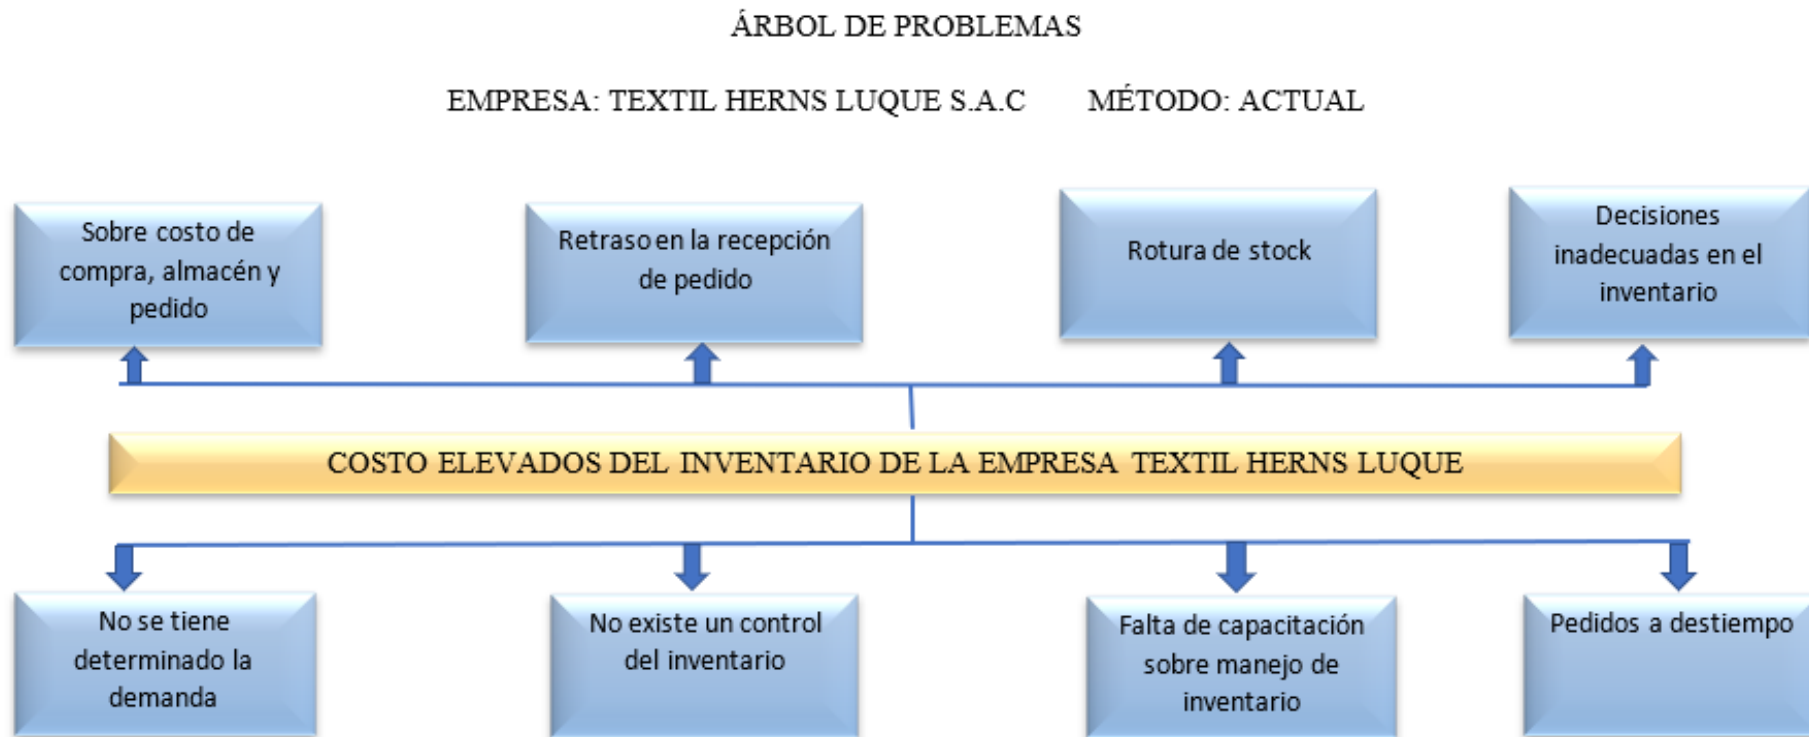 ÁRBOL DE PROBLEMAS
EMPRESA: TEXTIL HERNS LUQUE S.A.C MÉTODO: ACTUAL
Sobre costo de
compra, almacén y
pedido
Retraso en la recepción
de pedido
Rotura de stock
Decisiones
inadecuadas en el
inventario
COSTO ELEVADOS DEL INVENTARIO DE LA EMPRESA TEXTIL HERNS LUQUE
No se tiene
determinado la
demanda
No existe un control
del inventario
Falta de capacitación
sobre manejo de
inventario
Pedidos a destiempo